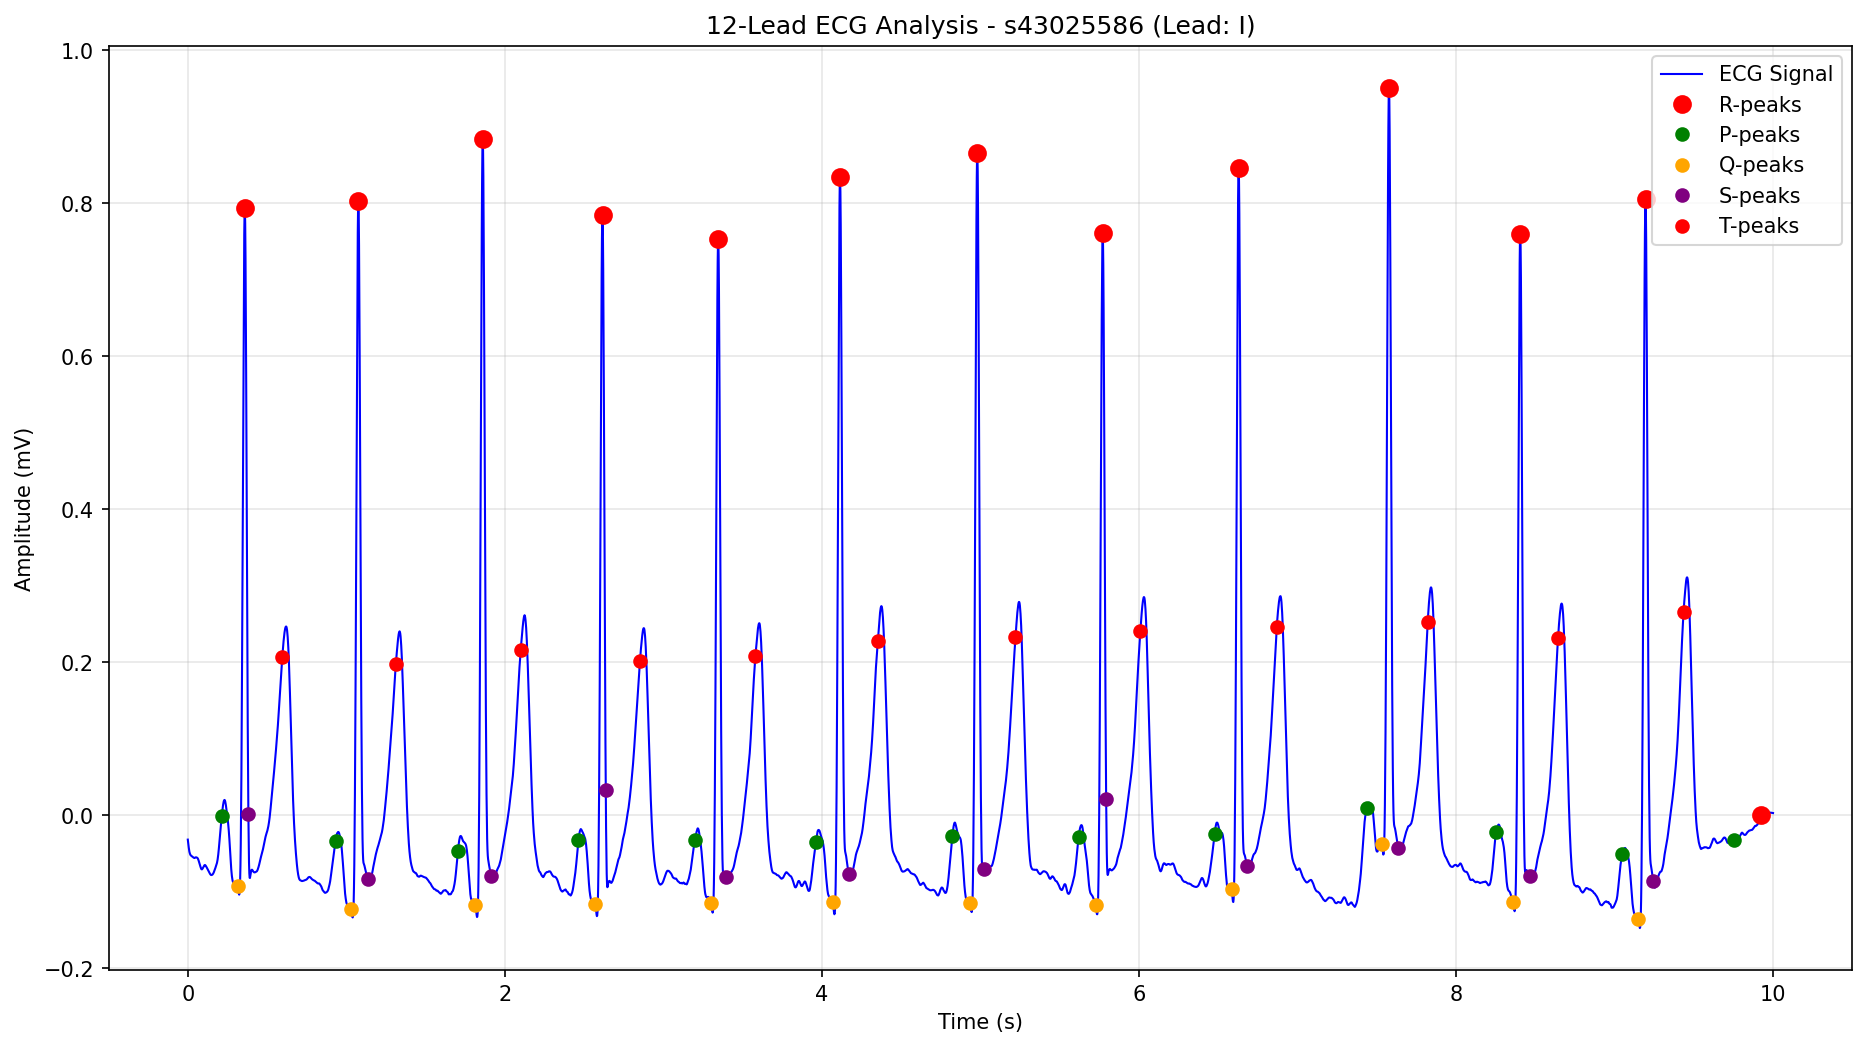 12-Lead ECG Analysis - s43025586 (Lead: I)
ECG Signal
R-peaks
P-peaks
Q-peaks
S-peaks
T-peaks
Amplitude (mV)
1.0
0.8
0.6
0.4
0.2
0.0
−0.2
0 2 4 6 8 10
Time (s)